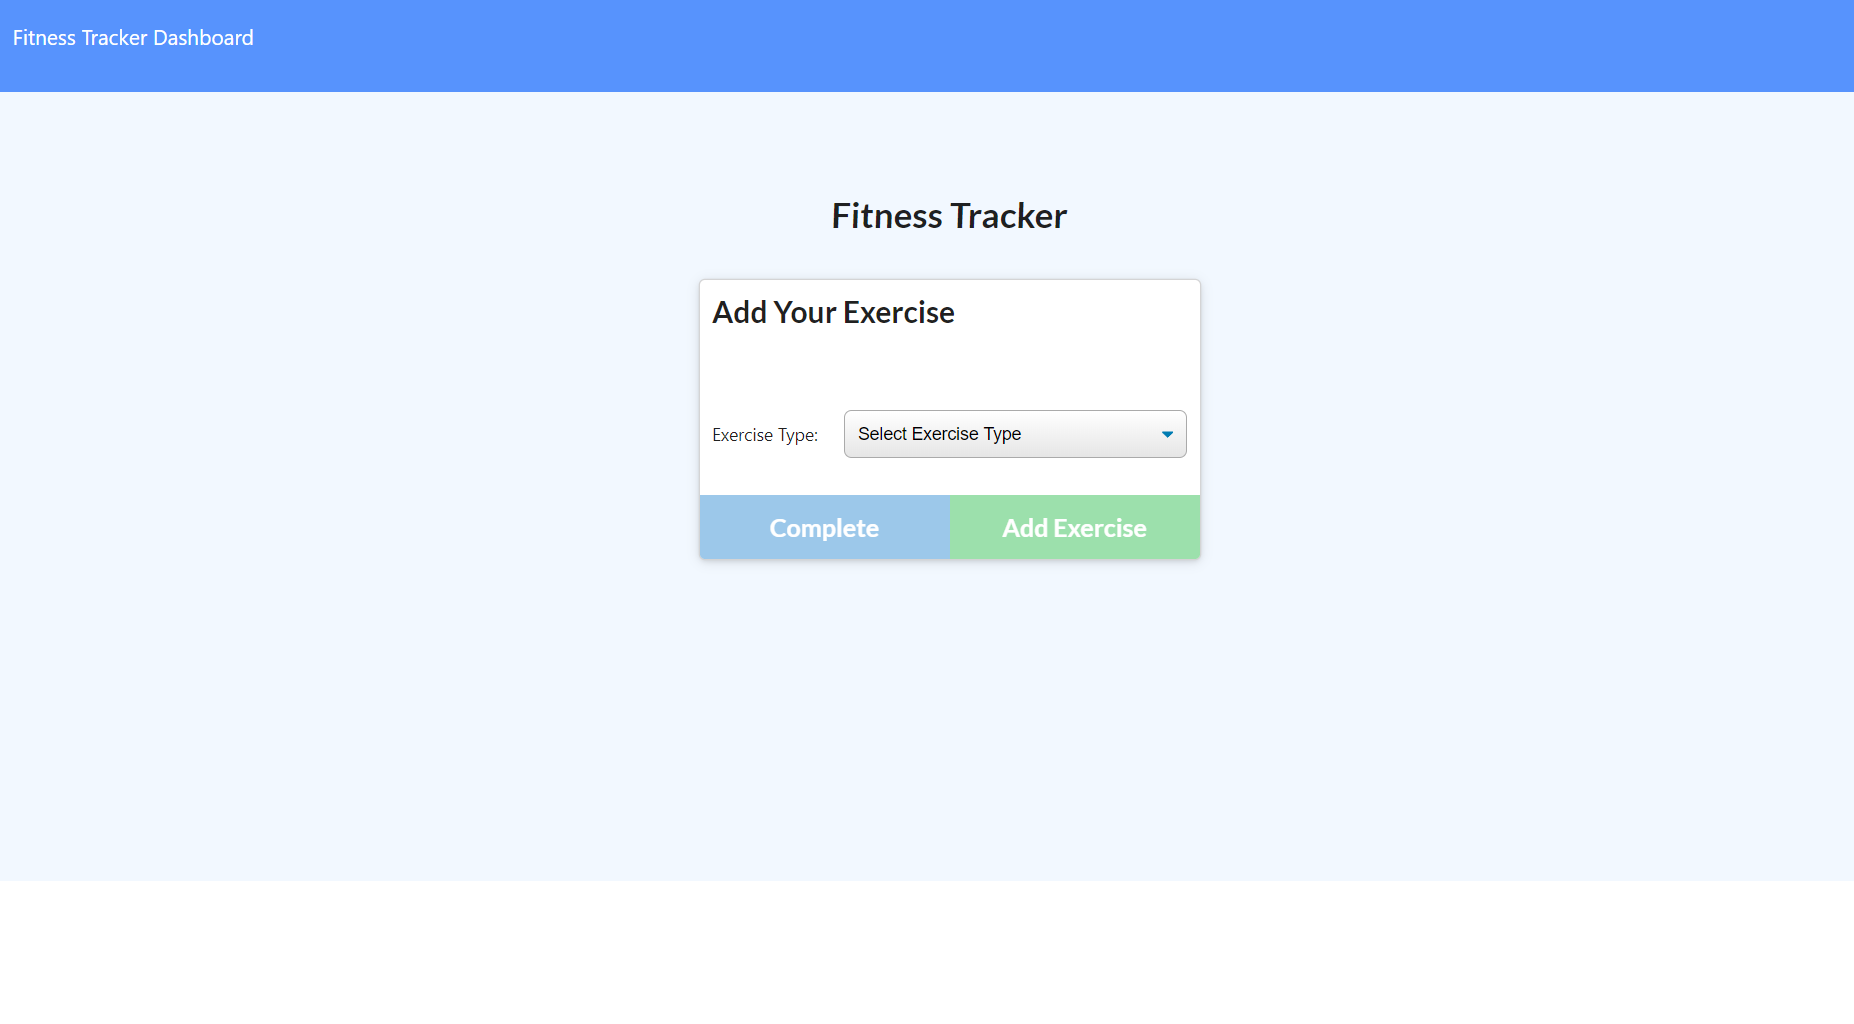 Fitness Tracker Dashboard
Fitness Tracker
Add Your Exercise
Exercise Type: Select Exercise Type
Complete Add Exercise